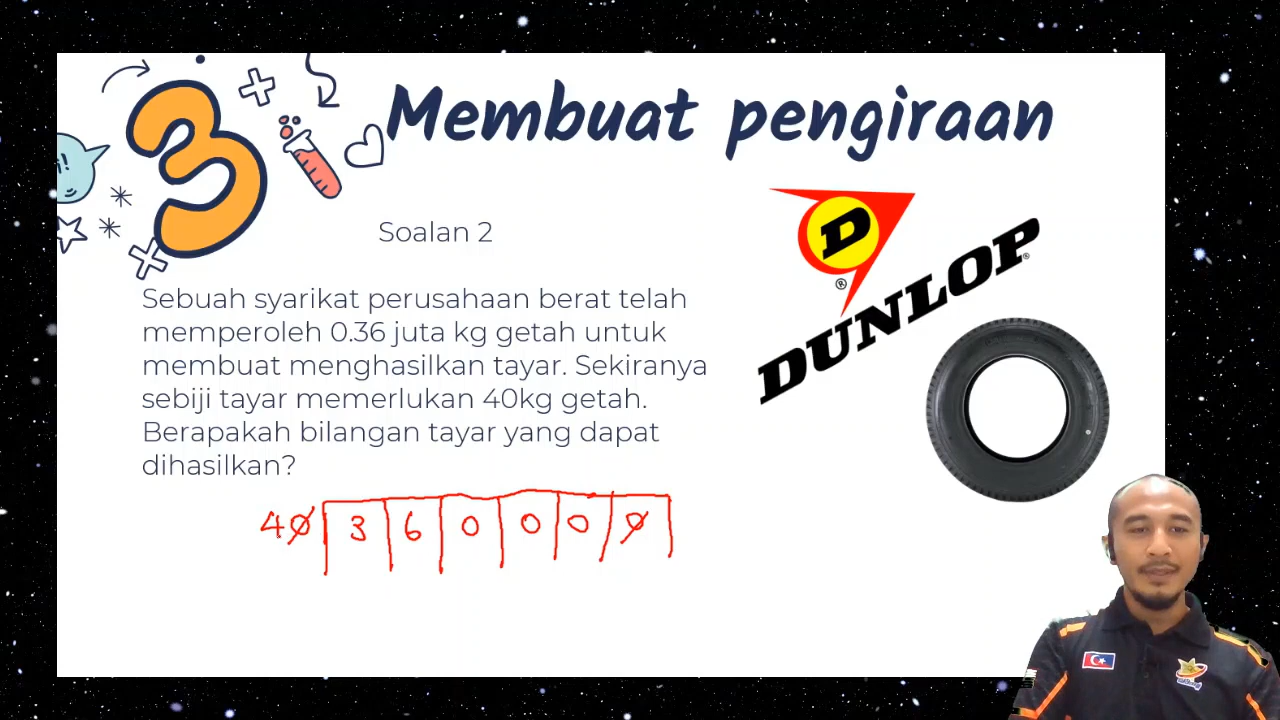 3
Membuat pengiraan
Soalan 2
D
®
DUNLOP®
Sebuah syarikat perusahaan berat telah
memperoleh 0.36 juta kg getah untuk
membuat menghasilkan tayar. Sekiranya
sebiji tayar memerlukan 40kg getah.
Berapakah bilangan tayar yang dapat
dihasilkan?
40 3 6 0 0 0 0